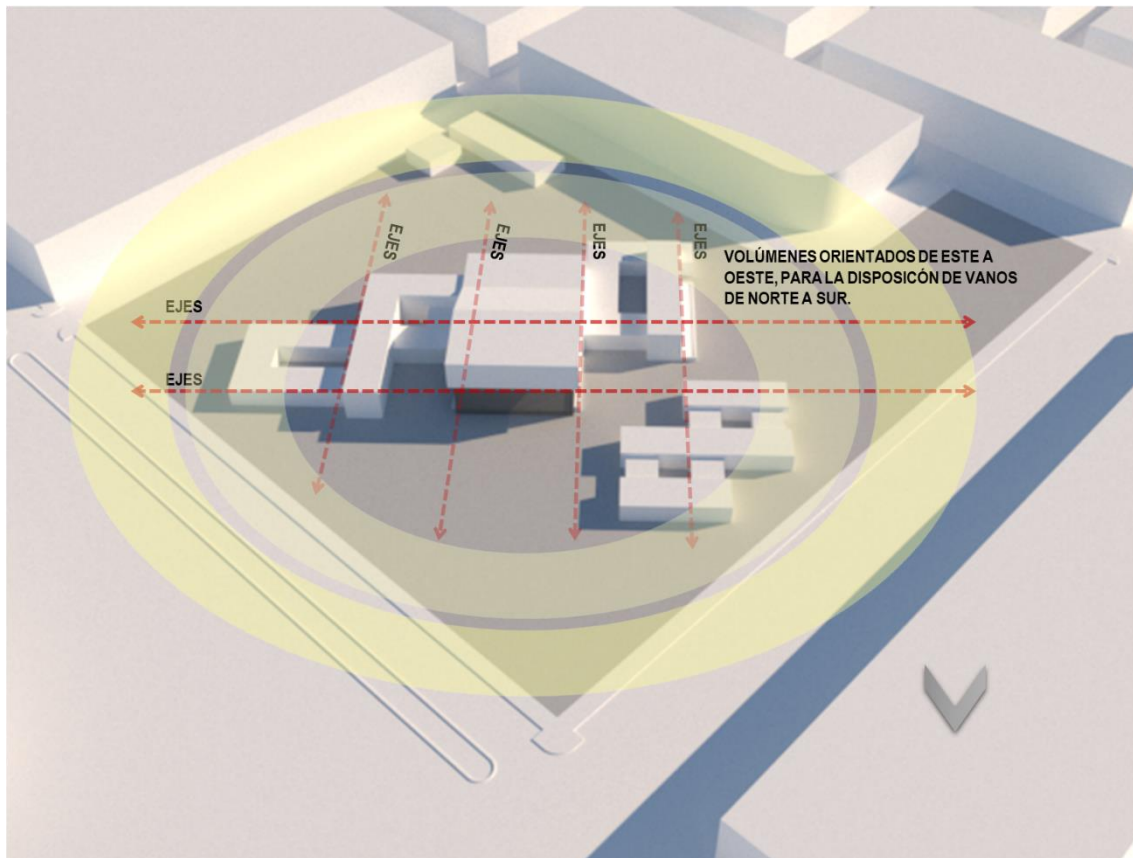 EJES
EJES
EJES
EJES
VOLÚMENES ORIENTADOS DE ESTE A
OESTE, PARA LA DISPOSICÓN DE VANOS
DE NORTE A SUR.
EJES
EJES